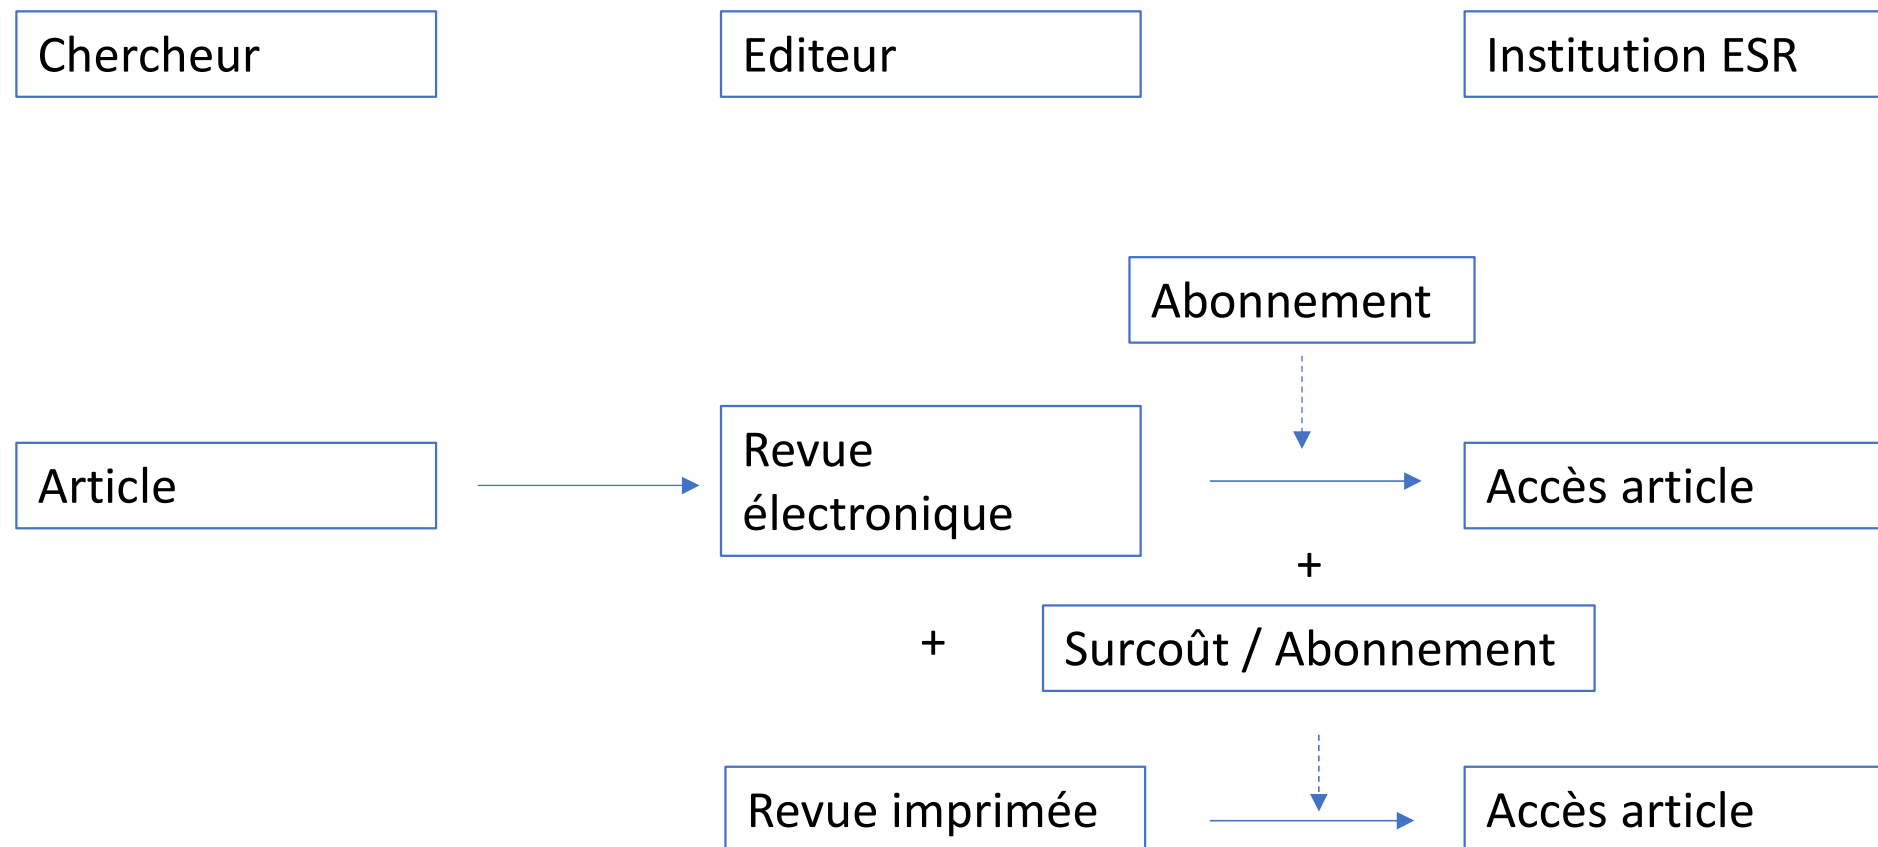 Chercheur
Editeur
Institution ESR
Abonnement
Article
Revue
électronique
Accès article
+
+
Surcoût / Abonnement
Revue imprimée
Accès article